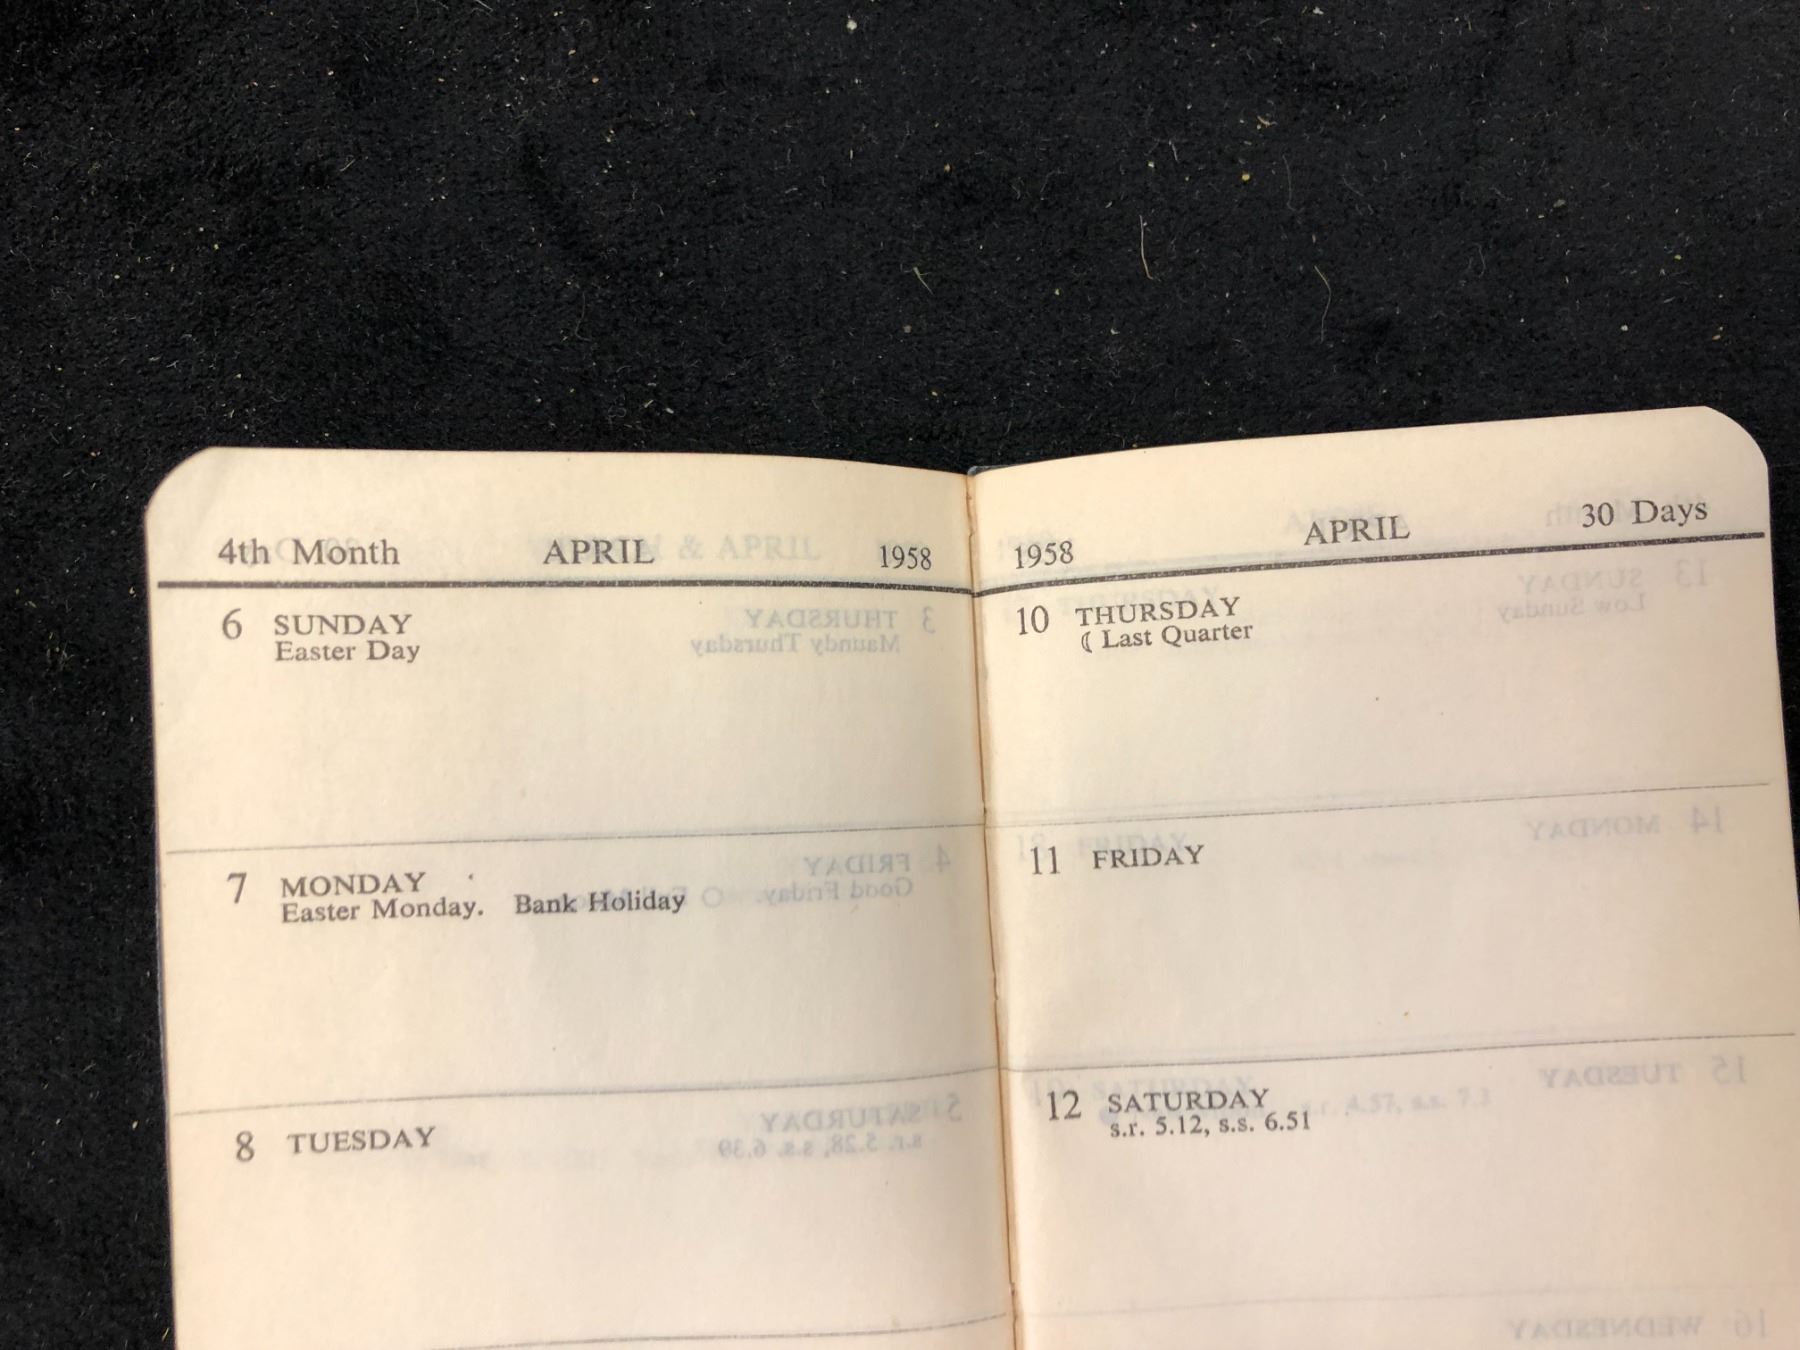 4th Month APRIL 1958
6 SUNDAY
Easter Day
7 MONDAY
Easter Monday. Bank Holiday
8 TUESDAY
1958 APRIL 30 Days
10 THURSDAY
☾ Last Quarter
11 FRIDAY
12 SATURDAY
s.r. 5.12, s.s. 6.51